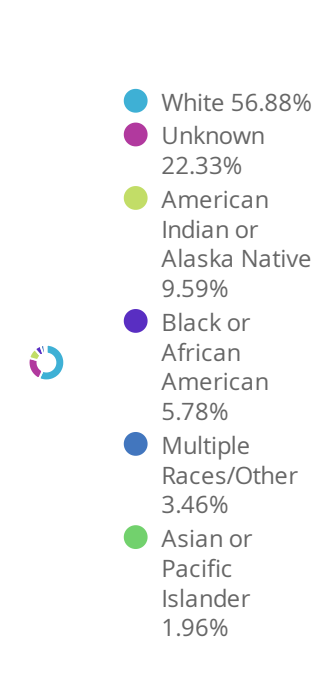 White 56.88%
Unknown
22.33%
American
Indian or
Alaska Native
9.59%
Black or
African
American
5.78%
Multiple
Races/Other
3.46%
Asian or
Pacific
Islander
1.96%